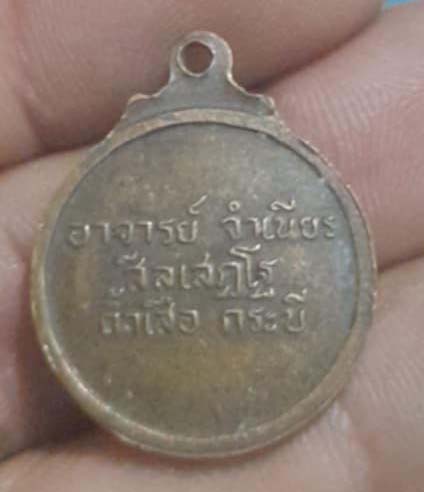 อาจารย์ จำเนียร
สีลเสฏโฐ
ถ้ำเสือ กระบี่